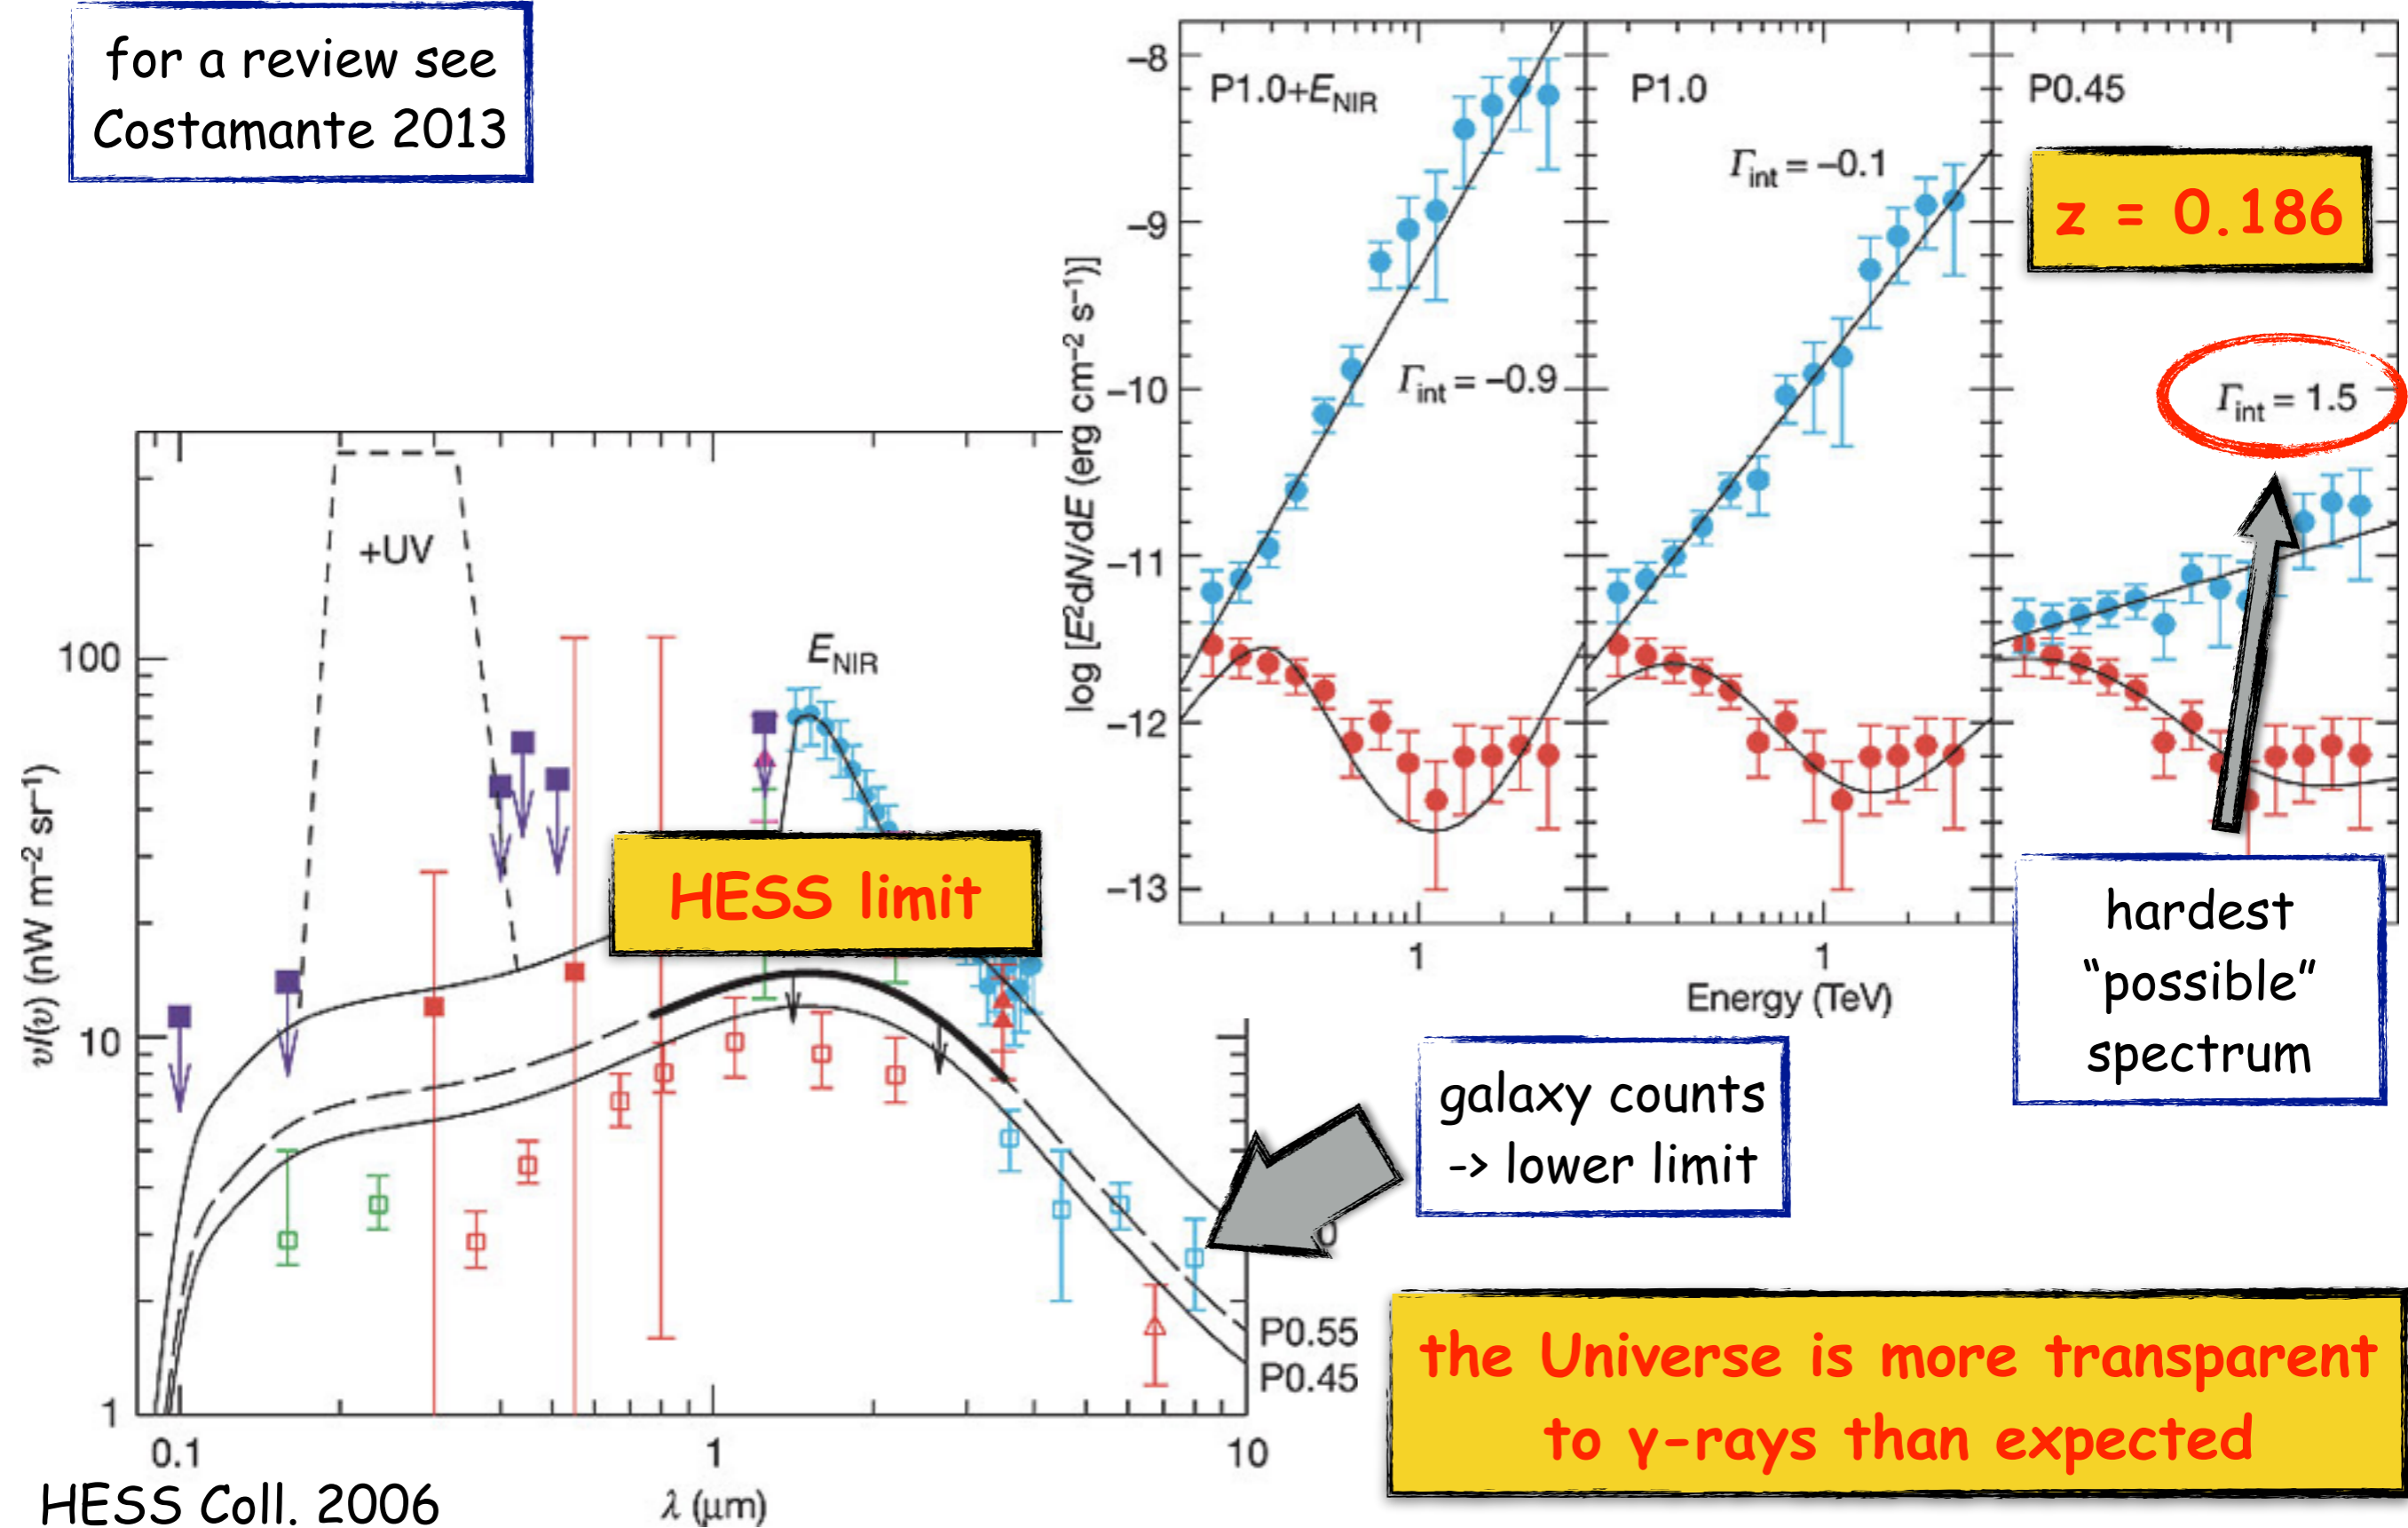 for a review see
Costamante 2013
+UV
E_NIR
100
10
1
νI(ν) (nW m⁻² sr⁻¹)
0.1
1
10
λ (μm)
P0.55
P0.45
HESS limit
HESS Coll. 2006
−8
−9
−10
−11
−12
−13
log [E²dN/dE (erg cm⁻² s⁻¹)]
P1.0+E_NIR
Γ_int = −0.9
P1.0
Γ_int = −0.1
P0.45
z = 0.186
Γ_int = 1.5
1
1
Energy (TeV)
hardest
“possible”
spectrum
galaxy counts
-> lower limit
the Universe is more transparent
to γ-rays than expected